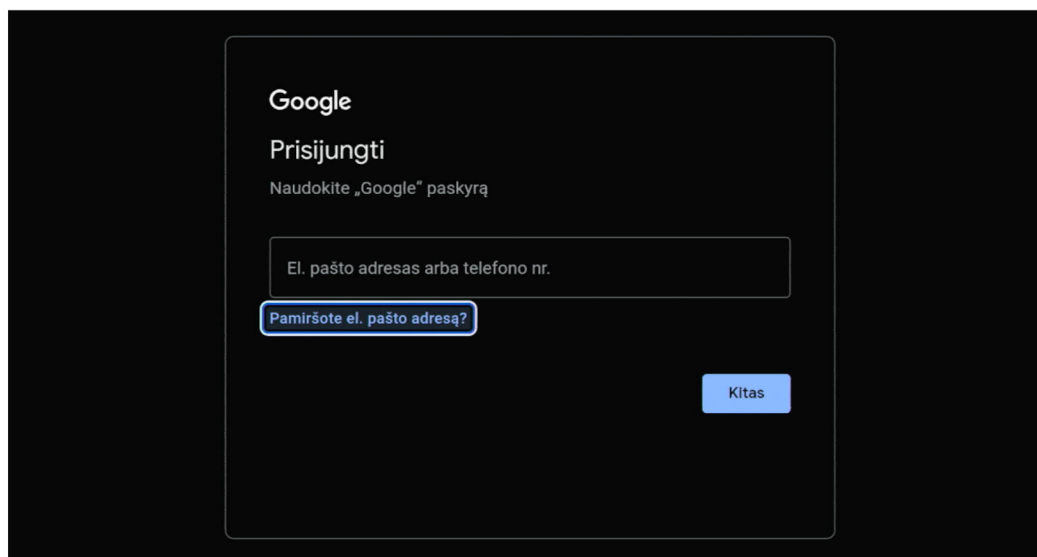 Google
Prisijungti
Naudokite „Google“ paskyrą
El. pašto adresas arba telefono nr.
Pamiršote el. pašto adresą?
Kitas